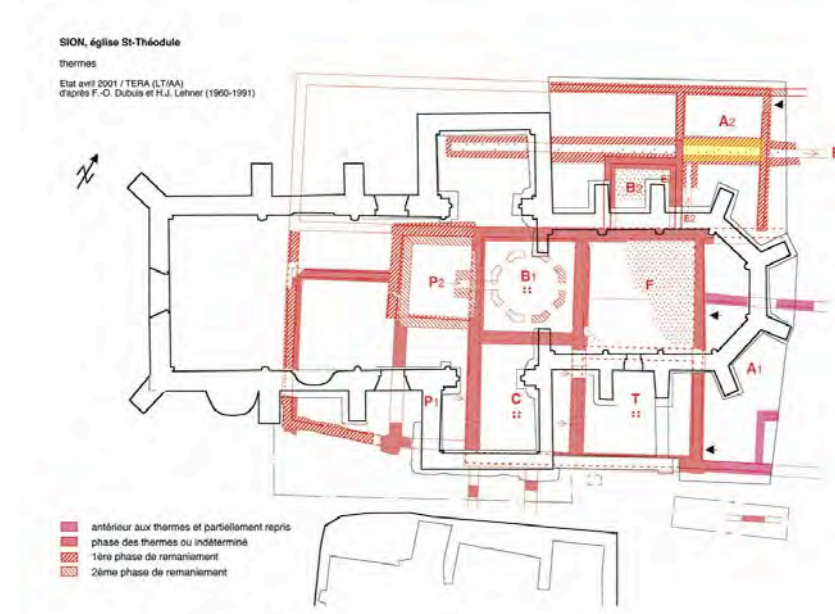 SION, église St-Théodule
thermes
Etat avril 2001 / TERA (LT/AA)
d'après F.-O. Dubuis et H.J. Lehner (1960-1991)
N
A2
B2
E2
P2
B1
F
A1
P1
C
T
antérieur aux thermes et partiellement repris
phase des thermes ou indéterminé
1ère phase de remaniement
2ème phase de remaniement